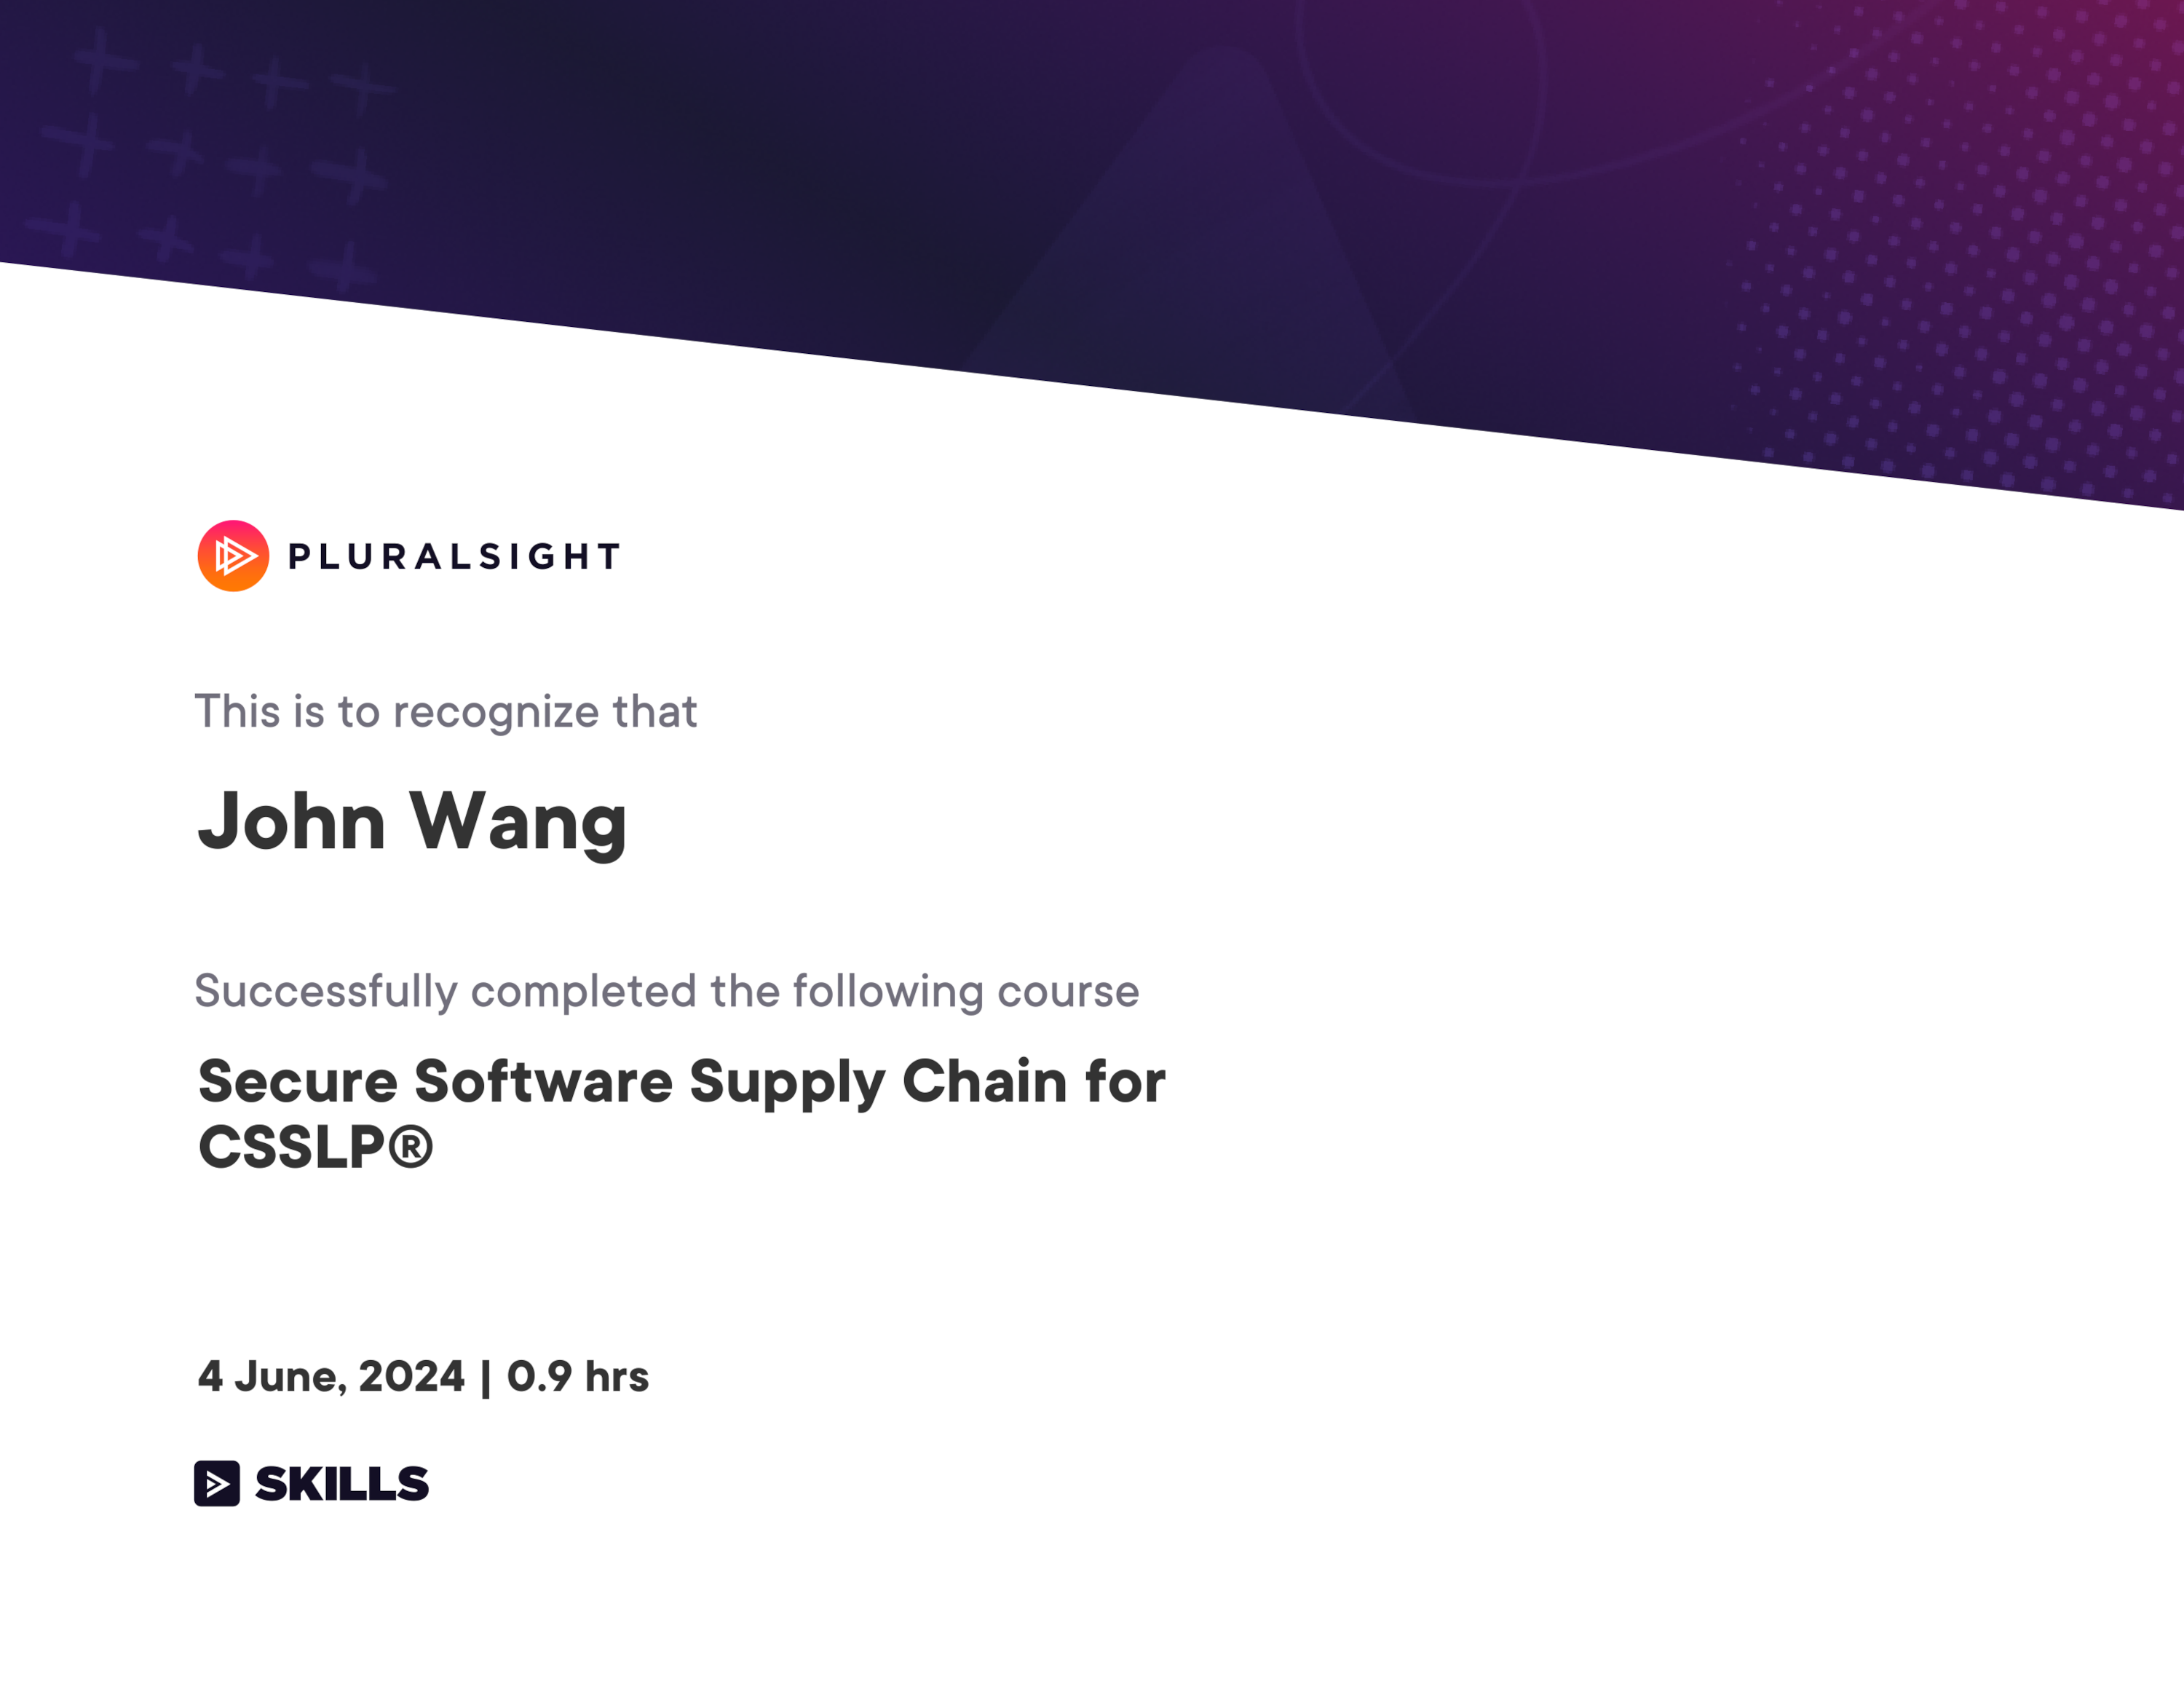 PLURALSIGHT
This is to recognize that
John Wang
Successfully completed the following course
Secure Software Supply Chain for
CSSLP®
4 June, 2024 | 0.9 hrs
SKILLS